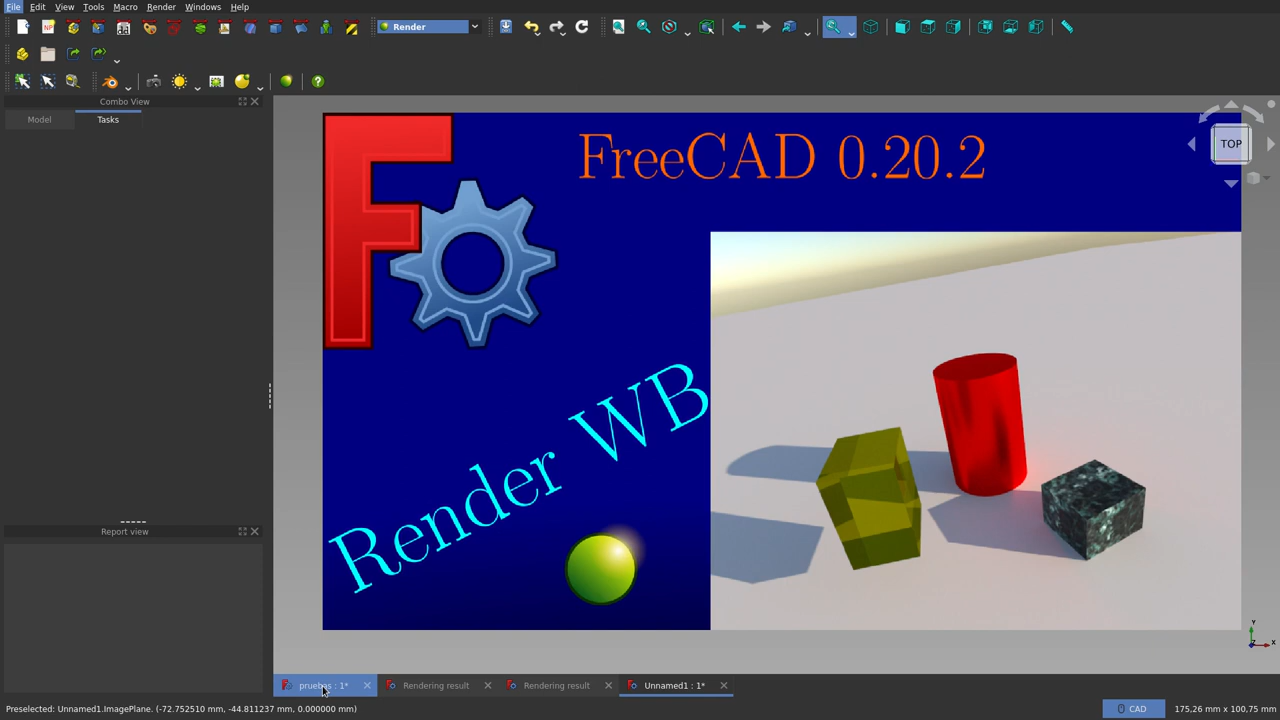 File Edit View Tools Macro Render Windows Help
Render
Combo View
Model Tasks
FreeCAD 0.20.2
TOP
Render WB
Report view
Y
X
pruebas : 1* Rendering result Rendering result Unnamed1 : 1*
Preselected: Unnamed1.ImagePlane. (-72.752510 mm, -44.811237 mm, 0.000000 mm) CAD 175,26 mm x 100,75 mm